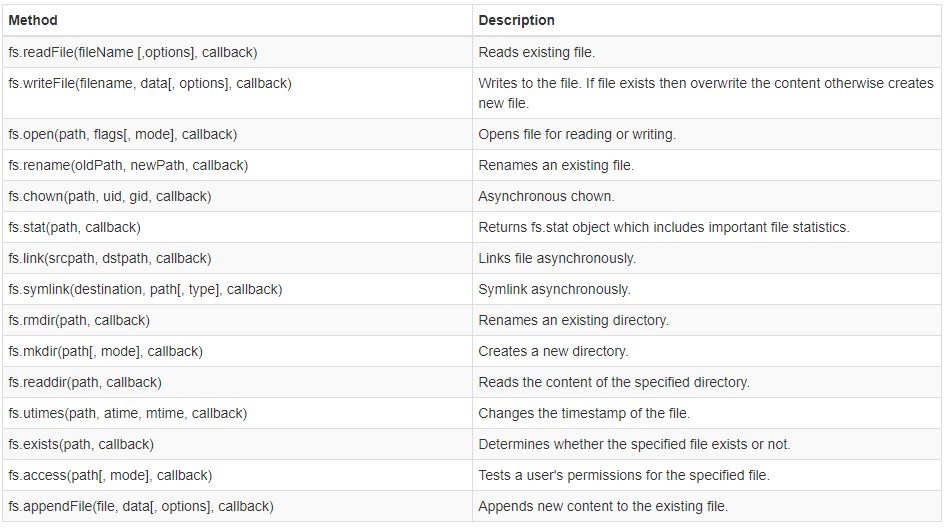 Method Description
fs.readFile(fileName [,options], callback) Reads existing file.
fs.writeFile(filename, data[, options], callback) Writes to the file. If file exists then overwrite the content otherwise creates
new file.
fs.open(path, flags[, mode], callback) Opens file for reading or writing.
fs.rename(oldPath, newPath, callback) Renames an existing file.
fs.chown(path, uid, gid, callback) Asynchronous chown.
fs.stat(path, callback) Returns fs.stat object which includes important file statistics.
fs.link(srcpath, dstpath, callback) Links file asynchronously.
fs.symlink(destination, path[, type], callback) Symlink asynchronously.
fs.rmdir(path, callback) Renames an existing directory.
fs.mkdir(path[, mode], callback) Creates a new directory.
fs.readdir(path, callback) Reads the content of the specified directory.
fs.utimes(path, atime, mtime, callback) Changes the timestamp of the file.
fs.exists(path, callback) Determines whether the specified file exists or not.
fs.access(path[, mode], callback) Tests a user's permissions for the specified file.
fs.appendFile(file, data[, options], callback) Appends new content to the existing file.